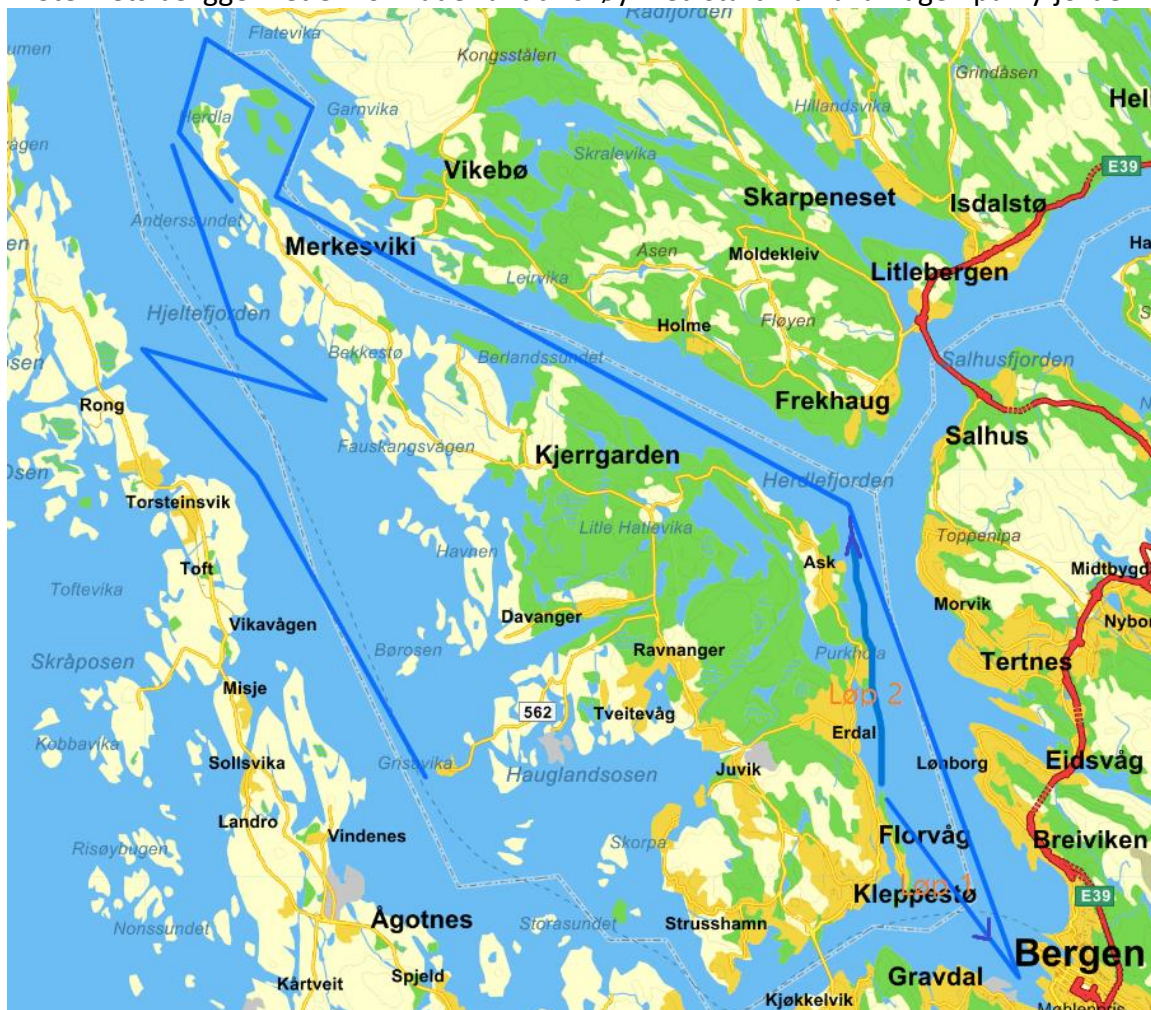 Radfjorden
Flatevika
Kongsstålen
Grindåsen
Garnvika
Hillandsvika
Herdla
Skralevika
E39
Vikebø
Skarpeneset
Isdalstø
Anderssundet
Merkesviki
Åsen
Moldekleiv
Litlebergen
Leirvika
Hjeltefjorden
Holme
Fløyen
Bekkestø
Berlandssundet
Salhusfjorden
Rong
Frekhaug
Salhus
Fauskangsvågen
Kjerrgarden
Herdlefjorden
Torsteinsvik
Litle Hatlevika
Toppenipa
Havnen
Ask
Toft
Midtbygd
Toftevika
Davanger
Morvik
Vikavågen
Ravnanger
Purkhola
Skråposen
Børosen
Tertnes
Misje
562
Tveitevåg
Løp 2
Kobbavika
Erdal
Sollsvika
Grisavika
Hauglandsosen
Juvik
Lønborg
Eidsvåg
Landro
Vindenes
Florvåg
Breiviken
Risøybugen
Skorpa
Løp 1
Kleppestø
E39
Ågotnes
Storasundet
Strusshamn
Nonssundet
Bergen
Spjeld
Gravdal
Kårtveit
Kjøkkelvik
Møhlenpris